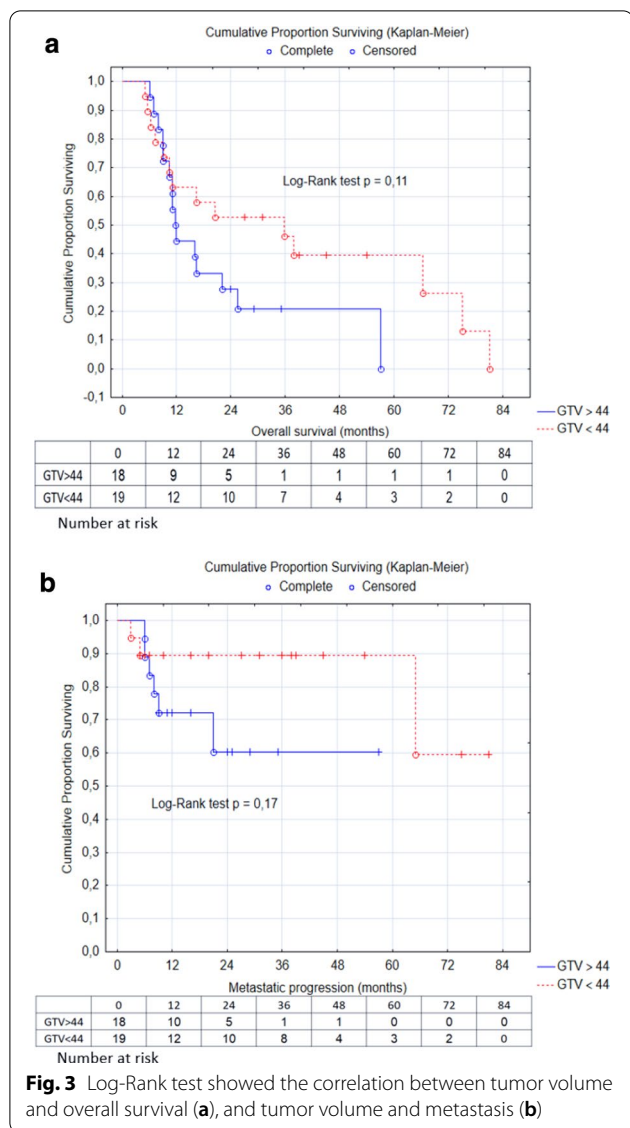 a
Cumulative Proportion Surviving (Kaplan-Meier)
Complete Censored
Cumulative Proportion Surviving
1,0
0,9
0,8
0,7
0,6
0,5
0,4
0,3
0,2
0,1
0,0
-0,1
Log-Rank test p = 0,11
0 12 24 36 48 60 72 84
Overall survival (months)
GTV > 44
GTV < 44
0 12 24 36 48 60 72 84
GTV>44 18 9 5 1 1 1 1 0
GTV<44 19 12 10 7 4 3 2 0
Number at risk
b
Cumulative Proportion Surviving (Kaplan-Meier)
Complete Censored
Cumulative Proportion Surviving
1,0
0,9
0,8
0,7
0,6
0,5
0,4
0,3
0,2
0,1
0,0
Log-Rank test p = 0,17
0 12 24 36 48 60 72 84
Metastatic progression (months)
GTV > 44
GTV < 44
0 12 24 36 48 60 72 84
GTV>44 18 10 5 1 1 0 0 0
GTV<44 19 12 10 8 4 3 2 0
Number at risk
Fig. 3 Log-Rank test showed the correlation between tumor volume
and overall survival (a), and tumor volume and metastasis (b)